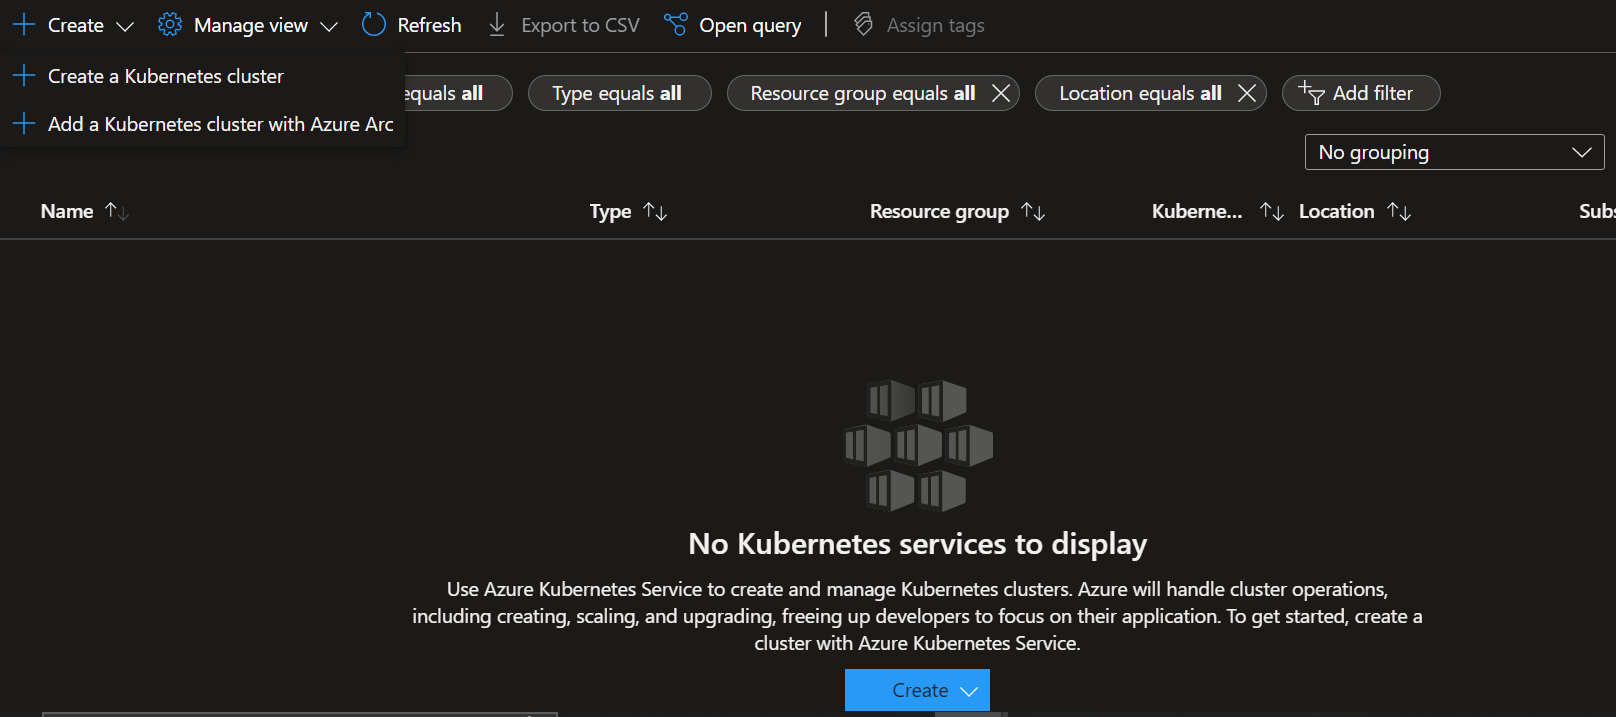 Create Manage view Refresh Export to CSV Open query Assign tags
Create a Kubernetes cluster
equals all Type equals all Resource group equals all Location equals all Add filter
Add a Kubernetes cluster with Azure Arc
No grouping
Name Type Resource group Kuberne... Location Subs
No Kubernetes services to display
Use Azure Kubernetes Service to create and manage Kubernetes clusters. Azure will handle cluster operations,
including creating, scaling, and upgrading, freeing up developers to focus on their application. To get started, create a
cluster with Azure Kubernetes Service.
Create